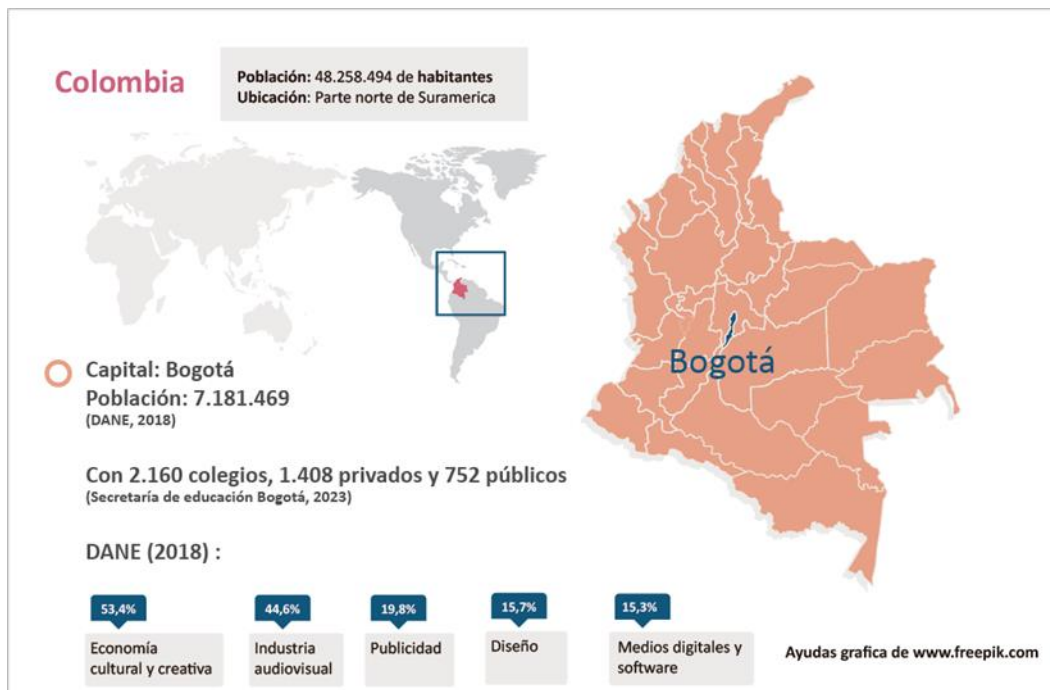 Colombia
Población: 48.258.494 de habitantes
Ubicación: Parte norte de Suramerica
Bogotá
Capital: Bogotá
Población: 7.181.469
(DANE, 2018)
Con 2.160 colegios, 1.408 privados y 752 públicos
(Secretaría de educación Bogotá, 2023)
DANE (2018) :
53,4%
Economía
cultural y creativa
44,6%
Industria
audiovisual
19,8%
Publicidad
15,7%
Diseño
15,3%
Medios digitales y
software
Ayudas grafica de www.freepik.com